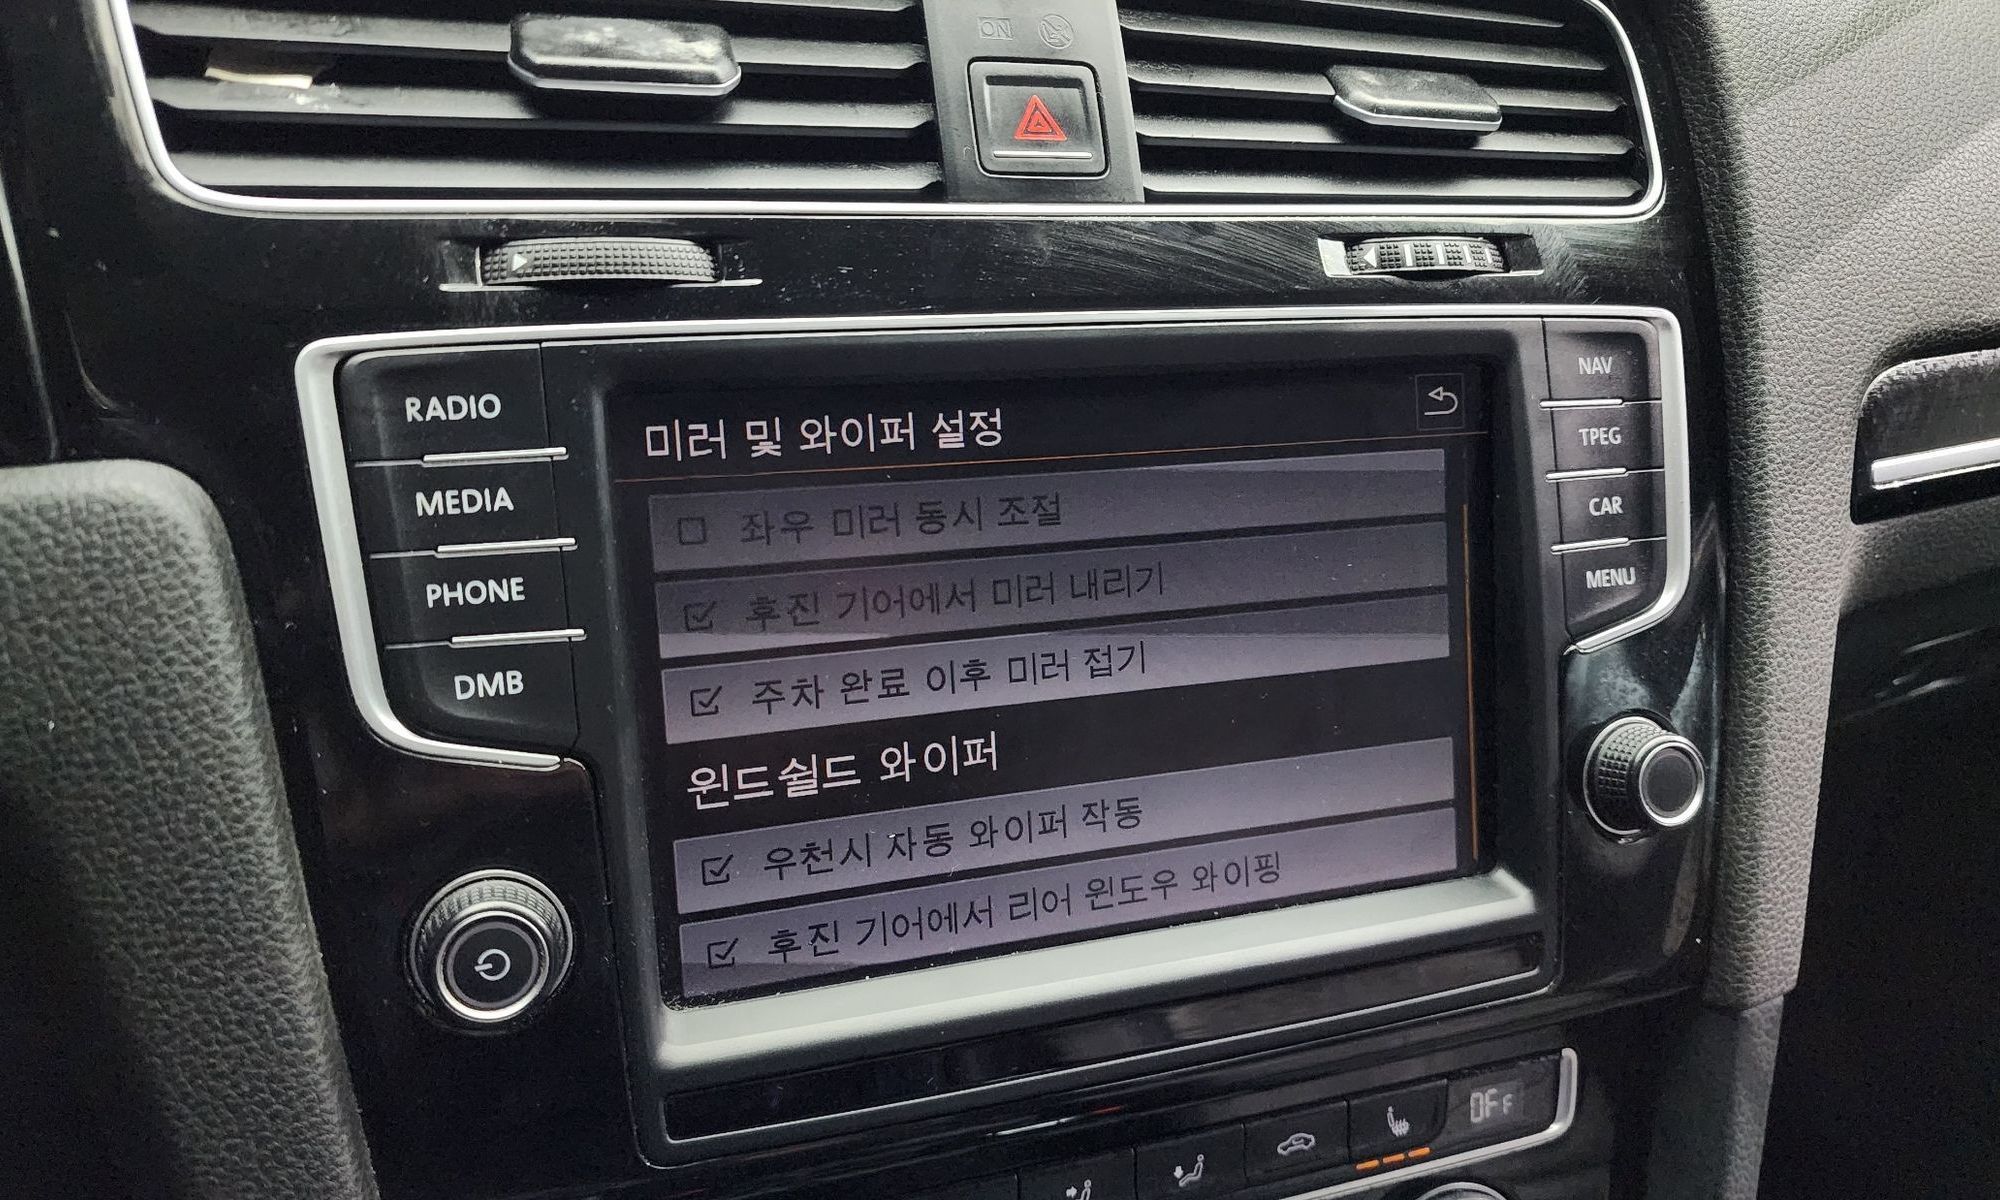 ON
RADIO
MEDIA
PHONE
DMB
미러 및 와이퍼 설정
좌우 미러 동시 조절
후진 기어에서 미러 내리기
주차 완료 이후 미러 접기
윈드쉴드 와이퍼
우천시 자동 와이퍼 작동
후진 기어에서 리어 윈도우 와이핑
NAV
TPEG
CAR
MENU
OFF